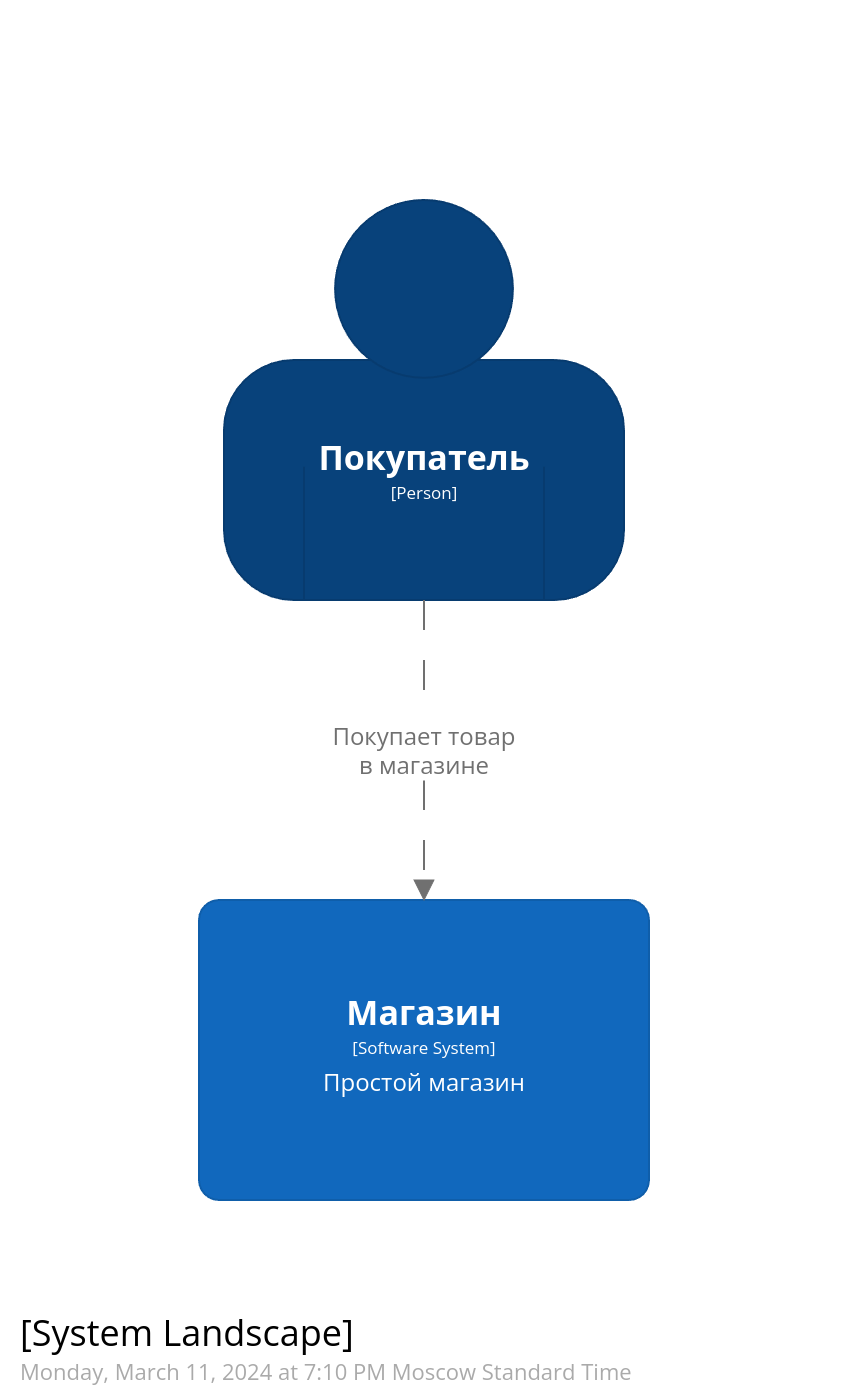 Покупатель
[Person]
Покупает товар
в магазине
Магазин
[Software System]
Простой магазин
[System Landscape]
Monday, March 11, 2024 at 7:10 PM Moscow Standard Time